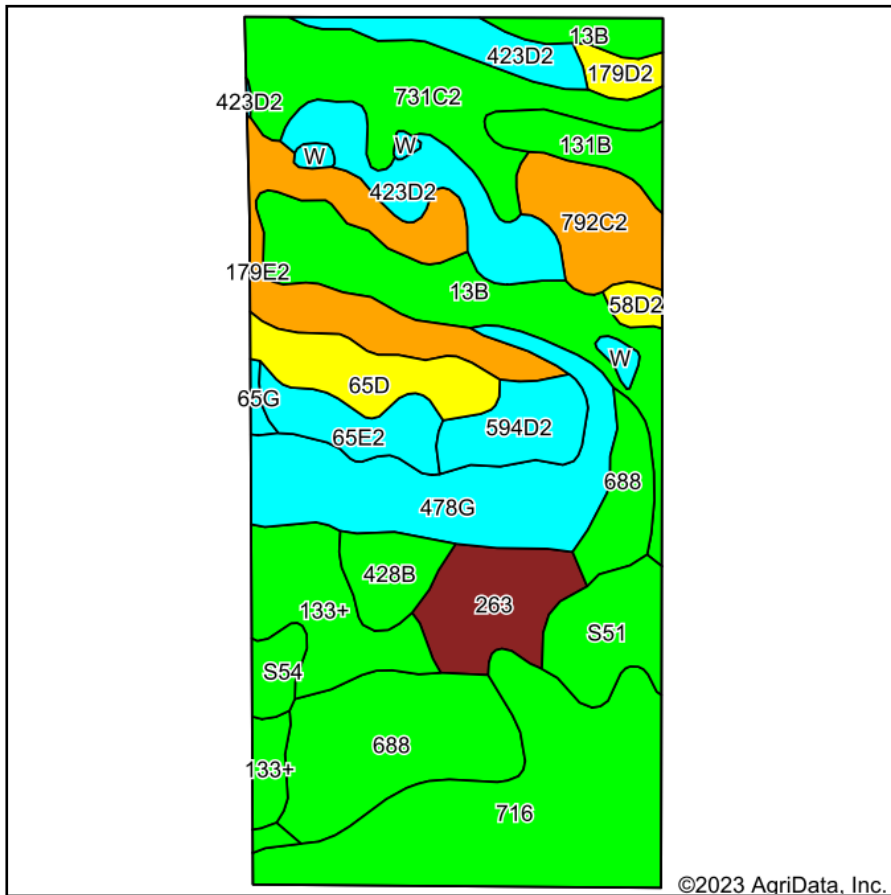 13B
423D2
179D2
423D2
731C2
W
W
131B
423D2
792C2
179E2
13B
58D2
W
65D
65G
594D2
65E2
688
478G
428B
263
133+
S51
S54
688
133+
716
©2023 AgriData, Inc.